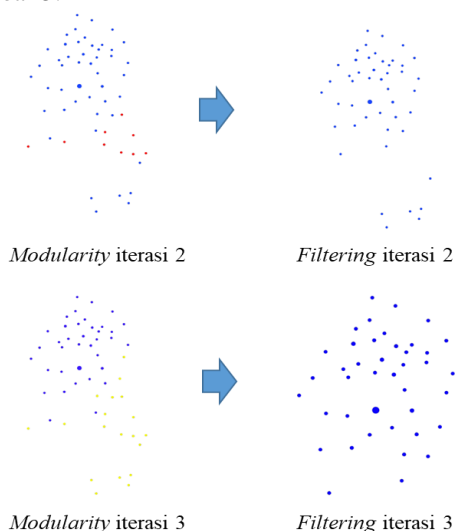 Modularity iterasi 2
Filtering iterasi 2
Modularity iterasi 3
Filtering iterasi 3